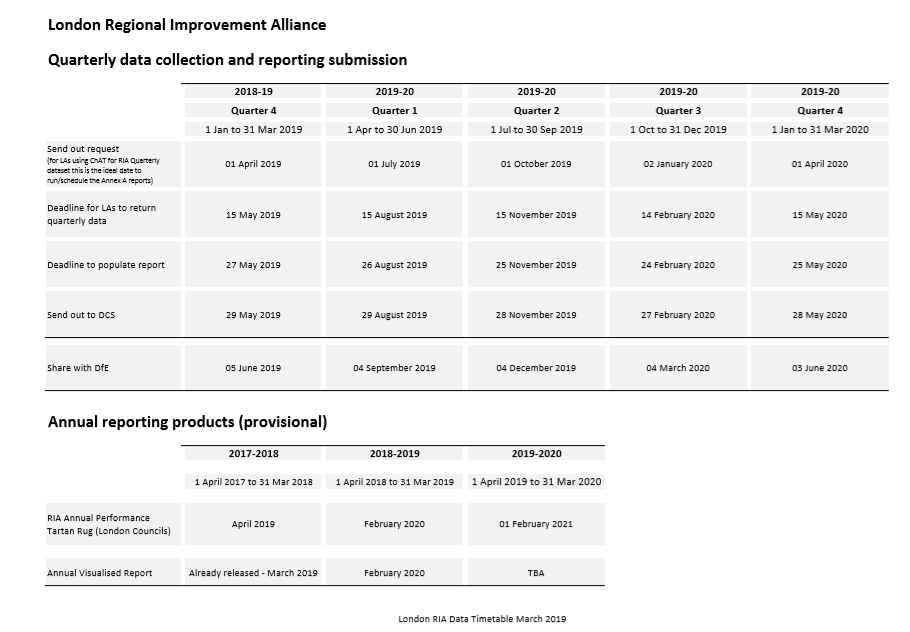 London Regional Improvement Alliance
Quarterly data collection and reporting submission
2018-19 2019-20 2019-20 2019-20 2019-20
Quarter 4 Quarter 1 Quarter 2 Quarter 3 Quarter 4
1 Jan to 31 Mar 2019 1 Apr to 30 Jun 2019 1 Jul to 30 Sep 2019 1 Oct to 31 Dec 2019 1 Jan to 31 Mar 2020
Send out request
(for LAs using ChAT for RIA Quarterly
dataset this is the ideal date to
run/schedule the Annex A reports)
01 April 2019 01 July 2019 01 October 2019 02 January 2020 01 April 2020
Deadline for LAs to return
quarterly data
15 May 2019 15 August 2019 15 November 2019 14 February 2020 15 May 2020
Deadline to populate report 27 May 2019 26 August 2019 25 November 2019 24 February 2020 25 May 2020
Send out to DCS 29 May 2019 29 August 2019 28 November 2019 27 February 2020 28 May 2020
Share with DfE 05 June 2019 04 September 2019 04 December 2019 04 March 2020 03 June 2020
Annual reporting products (provisional)
2017-2018 2018-2019 2019-2020
1 April 2017 to 31 Mar 2018 1 April 2018 to 31 Mar 2019 1 April 2019 to 31 Mar 2020
RIA Annual Performance
Tartan Rug (London Councils)
April 2019 February 2020 01 February 2021
Annual Visualised Report Already released - March 2019 February 2020 TBA
London RIA Data Timetable March 2019